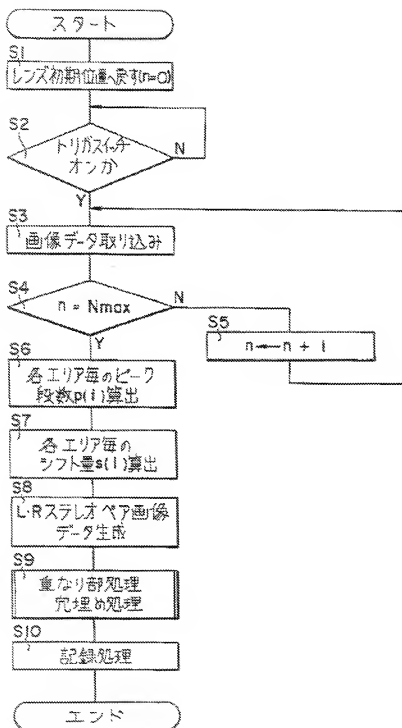 スタート
S1
レンズ初期位置へ戻す(n=0)
S2
トリガスイッチ
オンか
N
Y
S3
画像データ取り込み
S4
n = Nmax
N
Y
S5
n←n + 1
S6
各エリア毎のピーク
段数p(i)算出
S7
各エリア毎の
シフト量s(i)算出
S8
L·Rステレオペア画像
データ生成
S9
重なり部処理
穴埋め処理
S10
記録処理
エンド